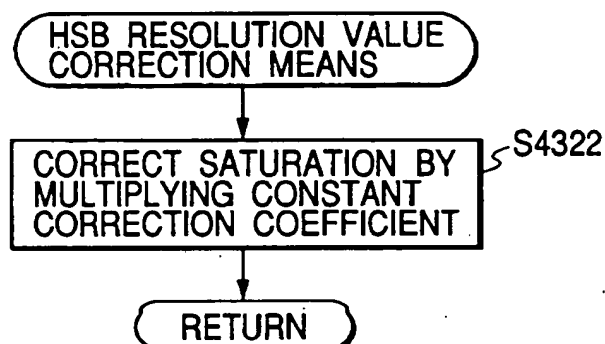 HSB RESOLUTION VALUE
CORRECTION MEANS
S4322
CORRECT SATURATION BY
MULTIPLYING CONSTANT
CORRECTION COEFFICIENT
RETURN